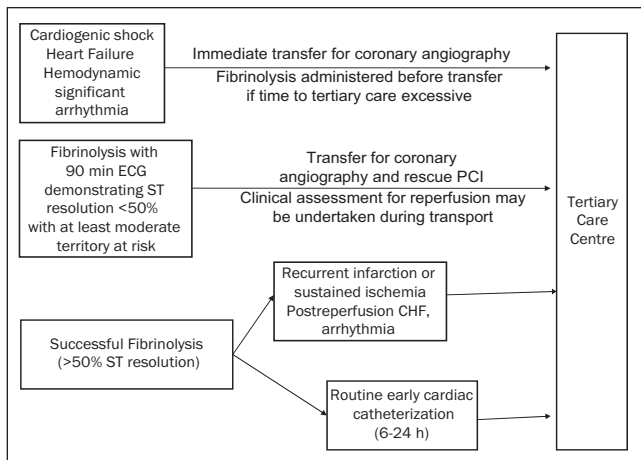 Cardiogenic shock
Heart Failure
Hemodynamic
significant
arrhythmia
Immediate transfer for coronary angiography
Fibrinolysis administered before transfer
if time to tertiary care excessive
Fibrinolysis with
90 min ECG
demonstrating ST
resolution <50%
with at least moderate
territory at risk
Transfer for coronary
angiography and rescue PCI
Clinical assessment for reperfusion may
be undertaken during transport
Tertiary
Care
Centre
Recurrent infarction or
sustained ischemia
Postreperfusion CHF,
arrhythmia
Successful Fibrinolysis
(>50% ST resolution)
Routine early cardiac
catheterization
(6-24 h)